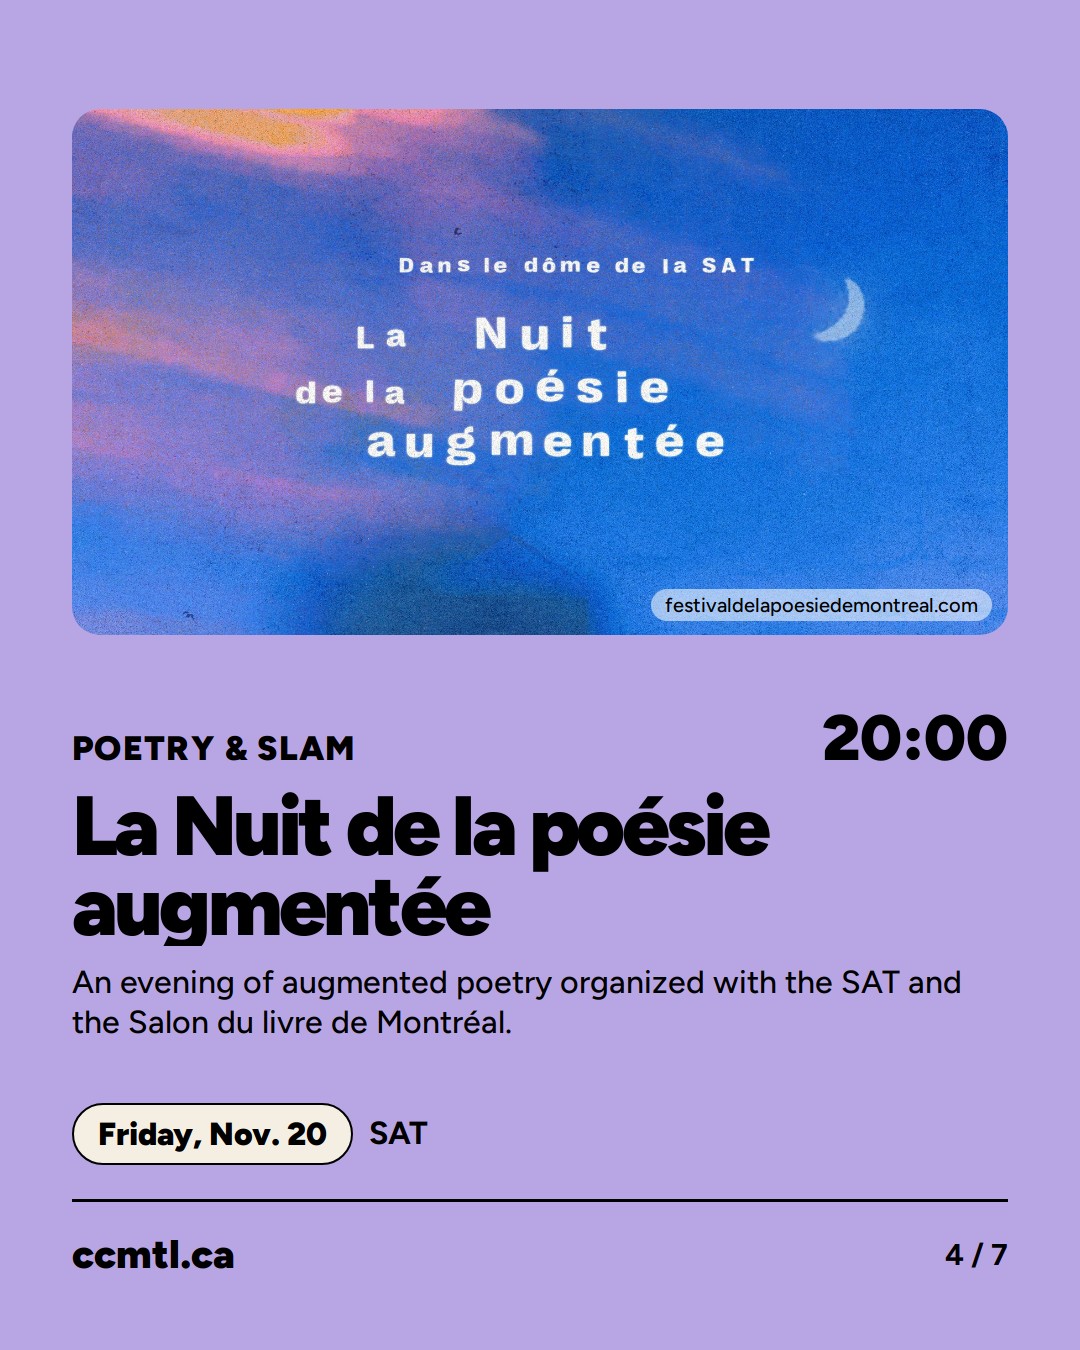 Dans le dôme de la SAT
La Nuit
de la poésie
augmentée
festivaldelapoesiedemontreal.com
POETRY & SLAM
20:00
La Nuit de la poésie
augmentée
An evening of augmented poetry organized with the SAT and
the Salon du livre de Montréal.
Friday, Nov. 20
SAT
ccmtl.ca
4 / 7